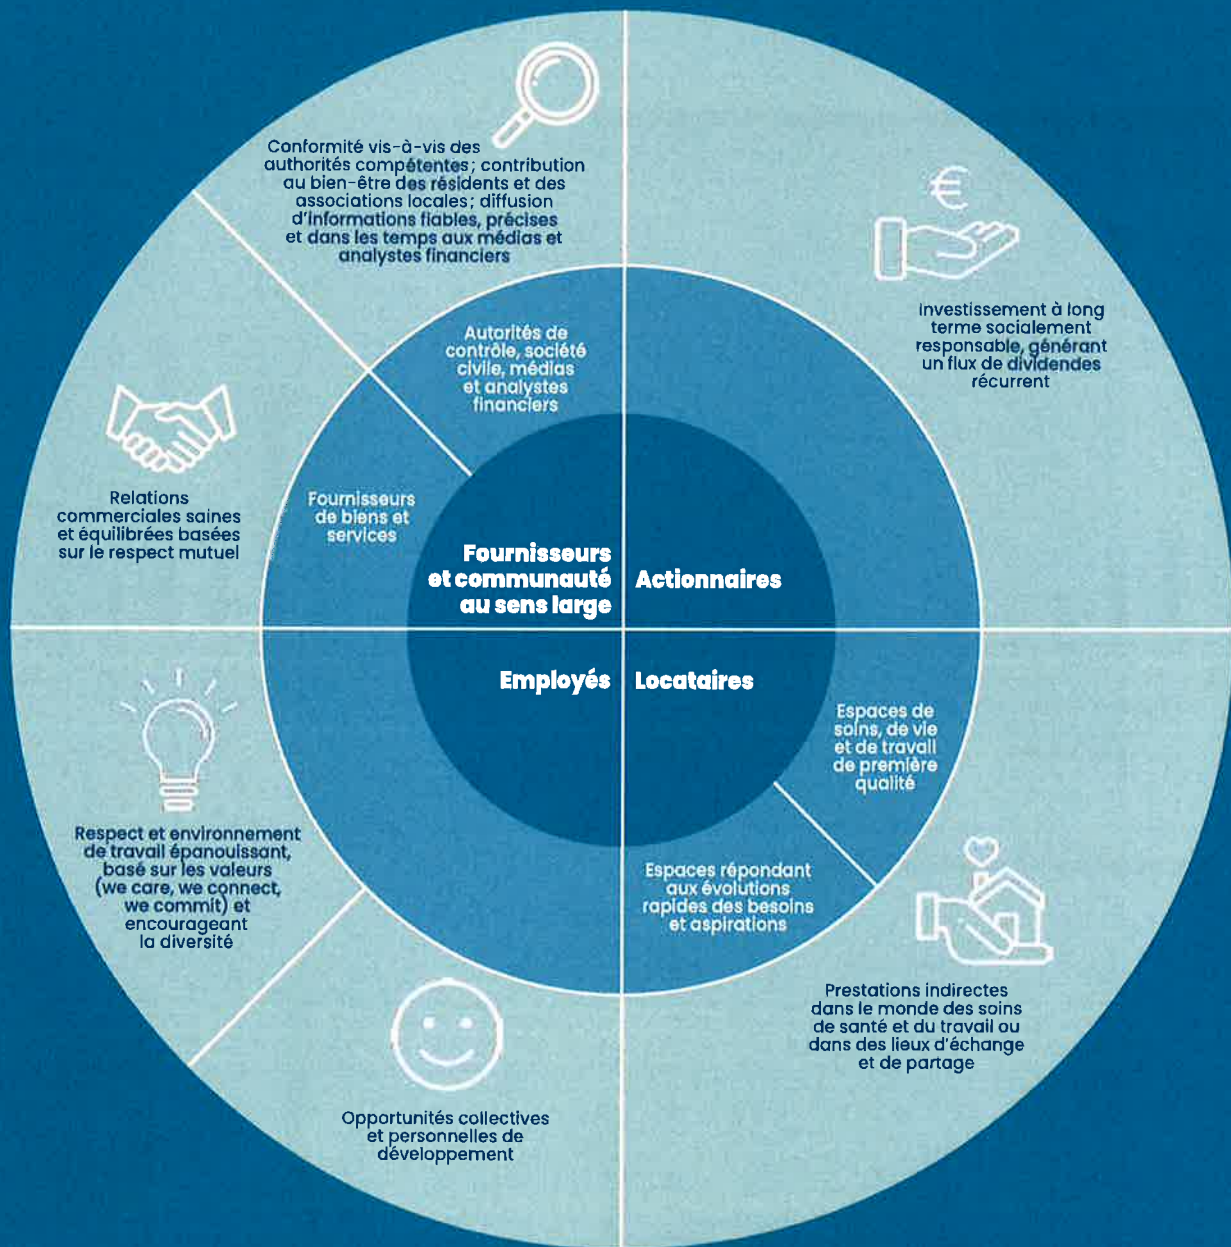 Conformité vis-à-vis des
authorités compétentes; contribution
au bien-être des résidents et des
associations locales; diffusion
d'informations fiables, précises
et dans les temps aux médias et
analystes financiers
€
Investissement à long
terme socialement
responsable, générant
un flux de dividendes
récurrent
Autorités de
contrôle, société
civile, médias
et analystes
financiers
Relations
commerciales saines
et équilibrées basées
sur le respect mutuel
Fournisseurs
de biens et
services
Fournisseurs
et communauté
au sens large
Actionnaires
Employés
Locataires
Espaces de
soins, de vie
et de travail
de première
qualité
Espaces répondant
aux évolutions
rapides des besoins
et aspirations
Respect et environnement
de travail épanouissant,
basé sur les valeurs
(we care, we connect,
we commit) et
encourageant
la diversité
Prestations indirectes
dans le monde des soins
de santé et du travail ou
dans des lieux d'échange
et de partage
Opportunités collectives
et personnelles de
développement